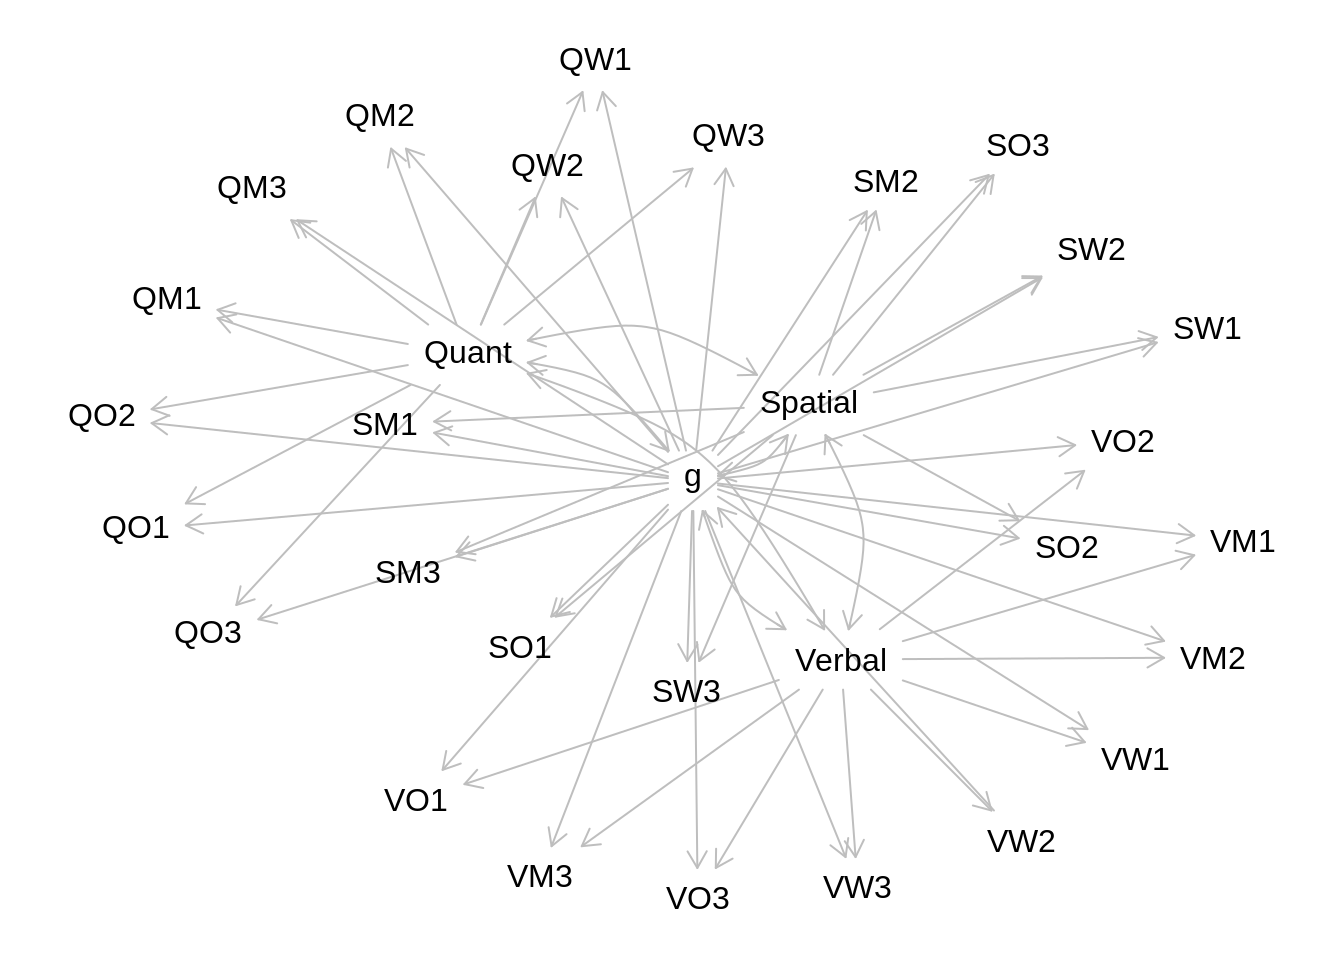 QW1
QM2
QW3
SO3
QW2
SM2
QM3
SW2
QM1
SW1
Quant
Spatial
QO2
SM1
VO2
g
QO1
VM1
SO2
SM3
QO3
SO1
VM2
Verbal
SW3
VW1
VO1
VW2
VM3
VW3
VO3